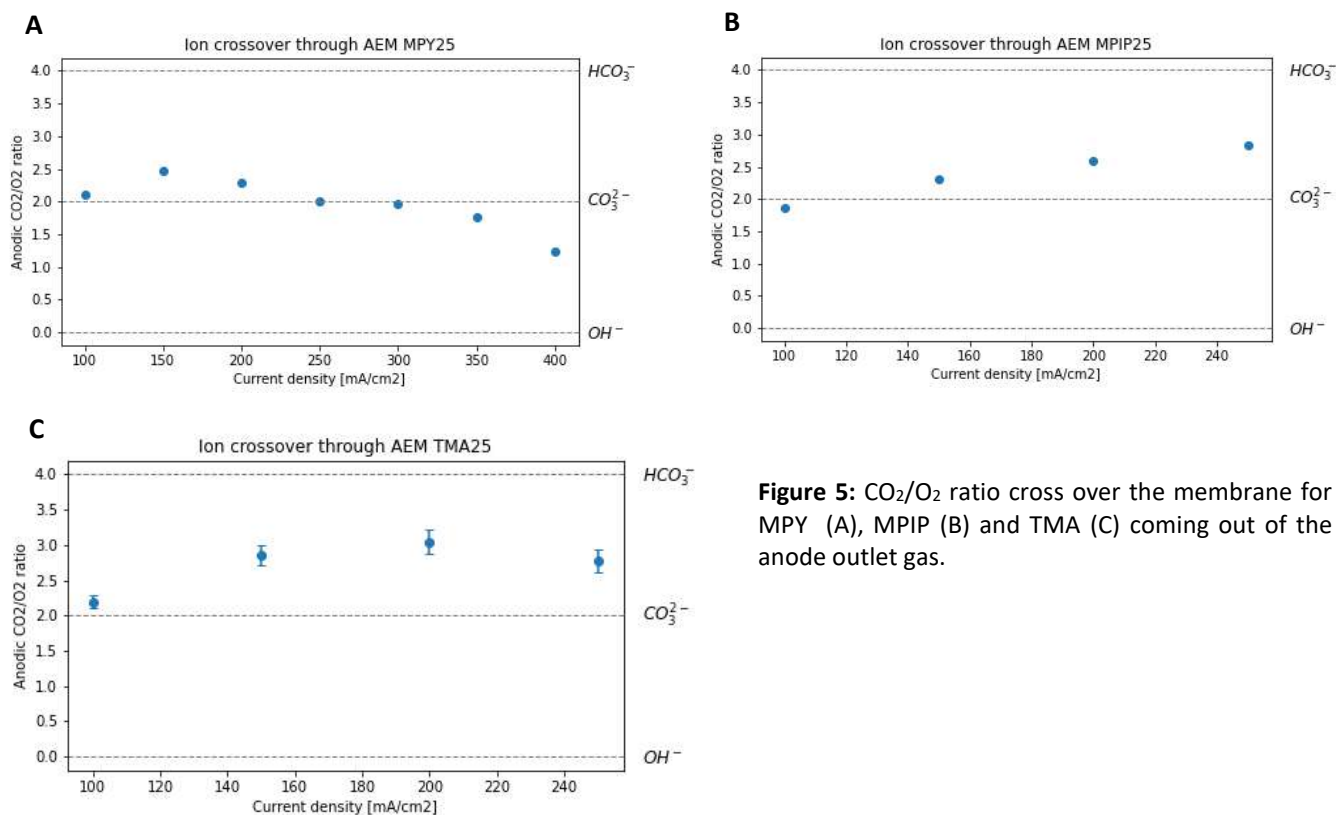 A
Ion crossover through AEM MPY25
Anodic CO2/O2 ratio
4.0
3.5
3.0
2.5
2.0
1.5
1.0
0.5
0.0
HCO₃⁻
CO₃²⁻
OH⁻
100 150 200 250 300 350 400
Current density [mA/cm2]
B
Ion crossover through AEM MPIP25
Anodic CO2/O2 ratio
4.0
3.5
3.0
2.5
2.0
1.5
1.0
0.5
0.0
HCO₃⁻
CO₃²⁻
OH⁻
100 120 140 160 180 200 220 240
Current density [mA/cm2]
C
Ion crossover through AEM TMA25
Anodic CO2/O2 ratio
4.0
3.5
3.0
2.5
2.0
1.5
1.0
0.5
0.0
HCO₃⁻
CO₃²⁻
OH⁻
100 120 140 160 180 200 220 240
Current density [mA/cm2]
Figure 5: CO₂/O₂ ratio cross over the membrane for
MPY (A), MPIP (B) and TMA (C) coming out of the
anode outlet gas.